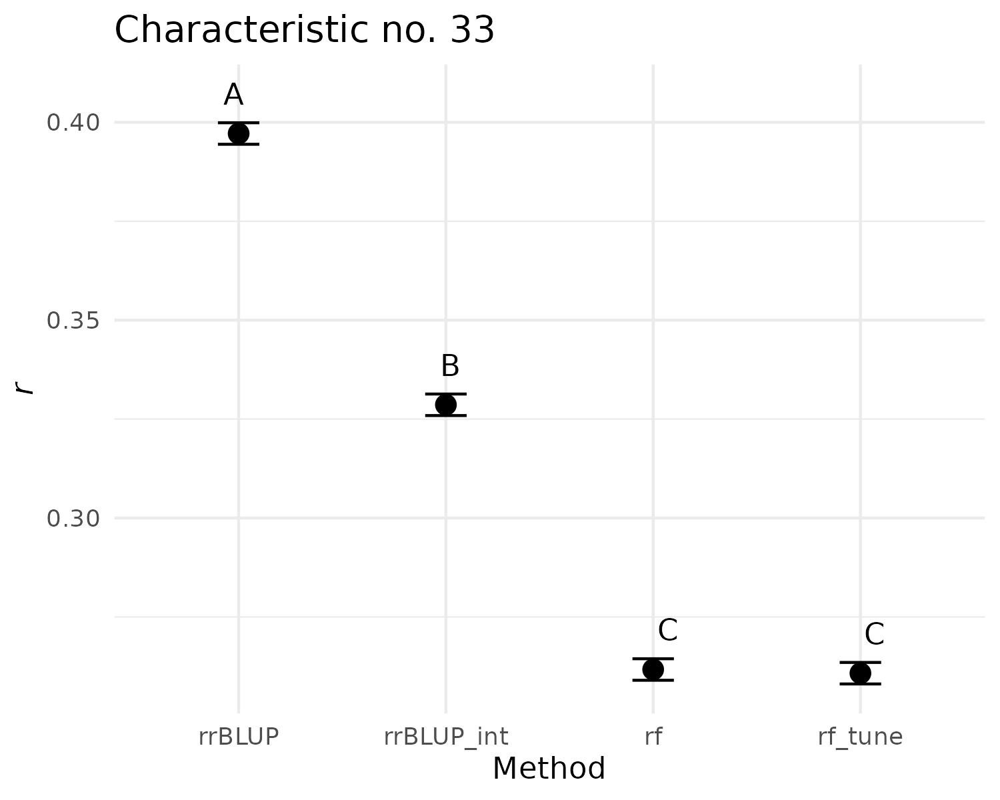 Characteristic no. 33
A
0.40
0.35
B
r
0.30
C
C
rrBLUP
rrBLUP_int
rf
rf_tune
Method